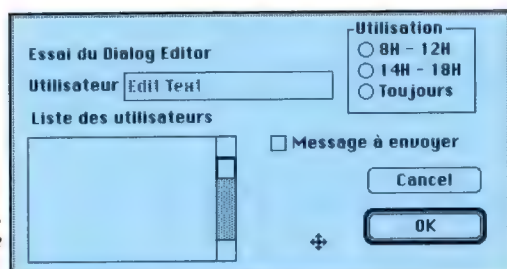 Essai du Dialog Editor
Utilisateur Edit Text
Liste des utilisateurs
Utilisation
8H - 12H
14H - 18H
Toujours
Message à envoyer
Cancel
OK